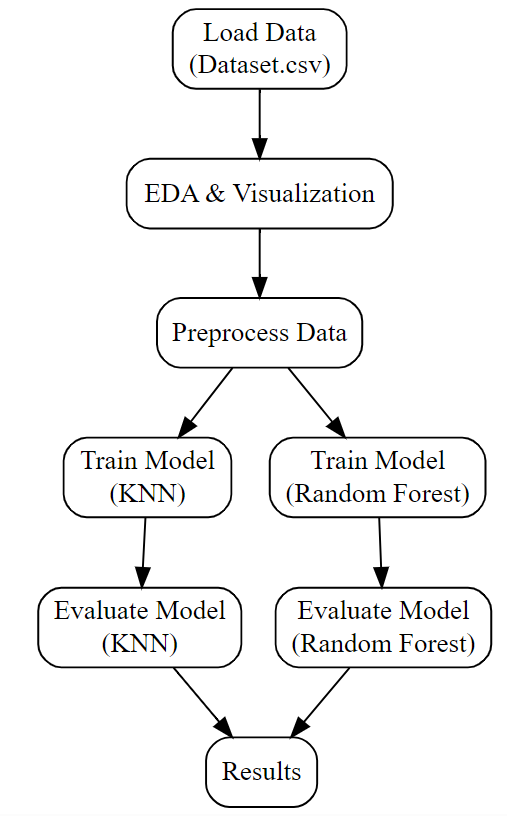 Load Data
(Dataset.csv)
EDA & Visualization
Preprocess Data
Train Model
(KNN)
Train Model
(Random Forest)
Evaluate Model
(KNN)
Evaluate Model
(Random Forest)
Results